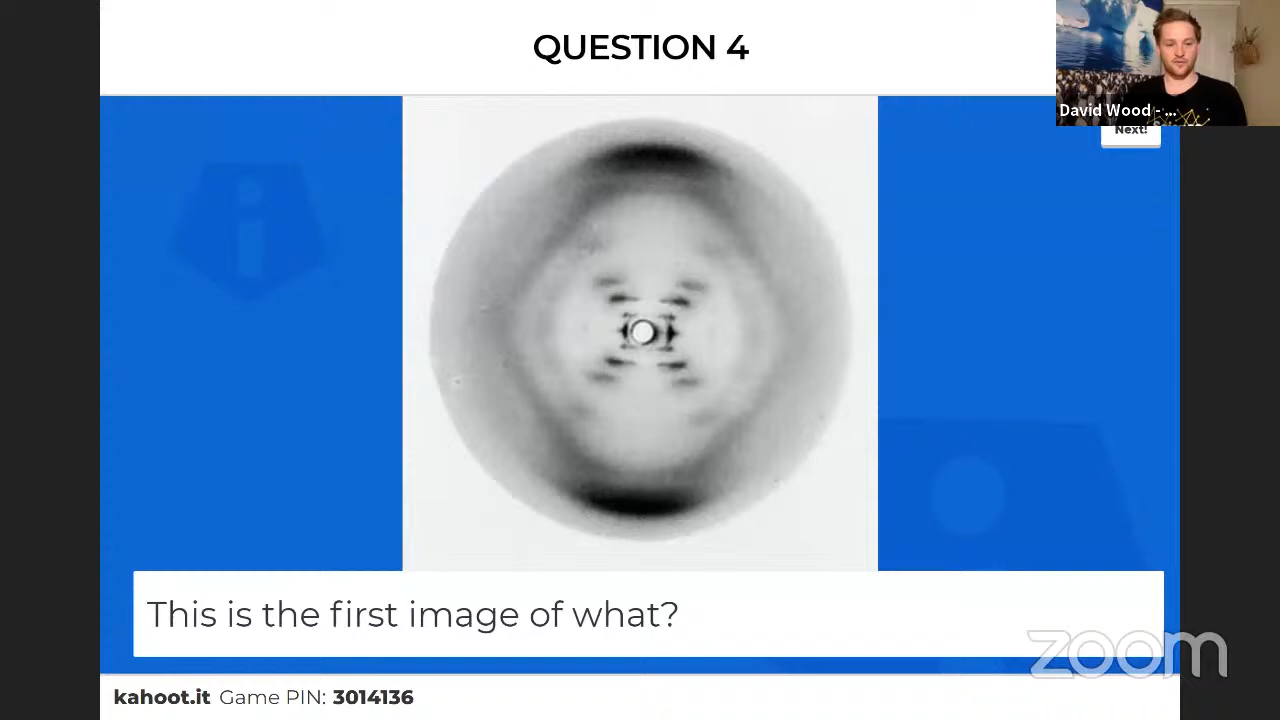 QUESTION 4
David Wood - ...
Next!
This is the first image of what?
zoom
kahoot.it Game PIN: 3014136